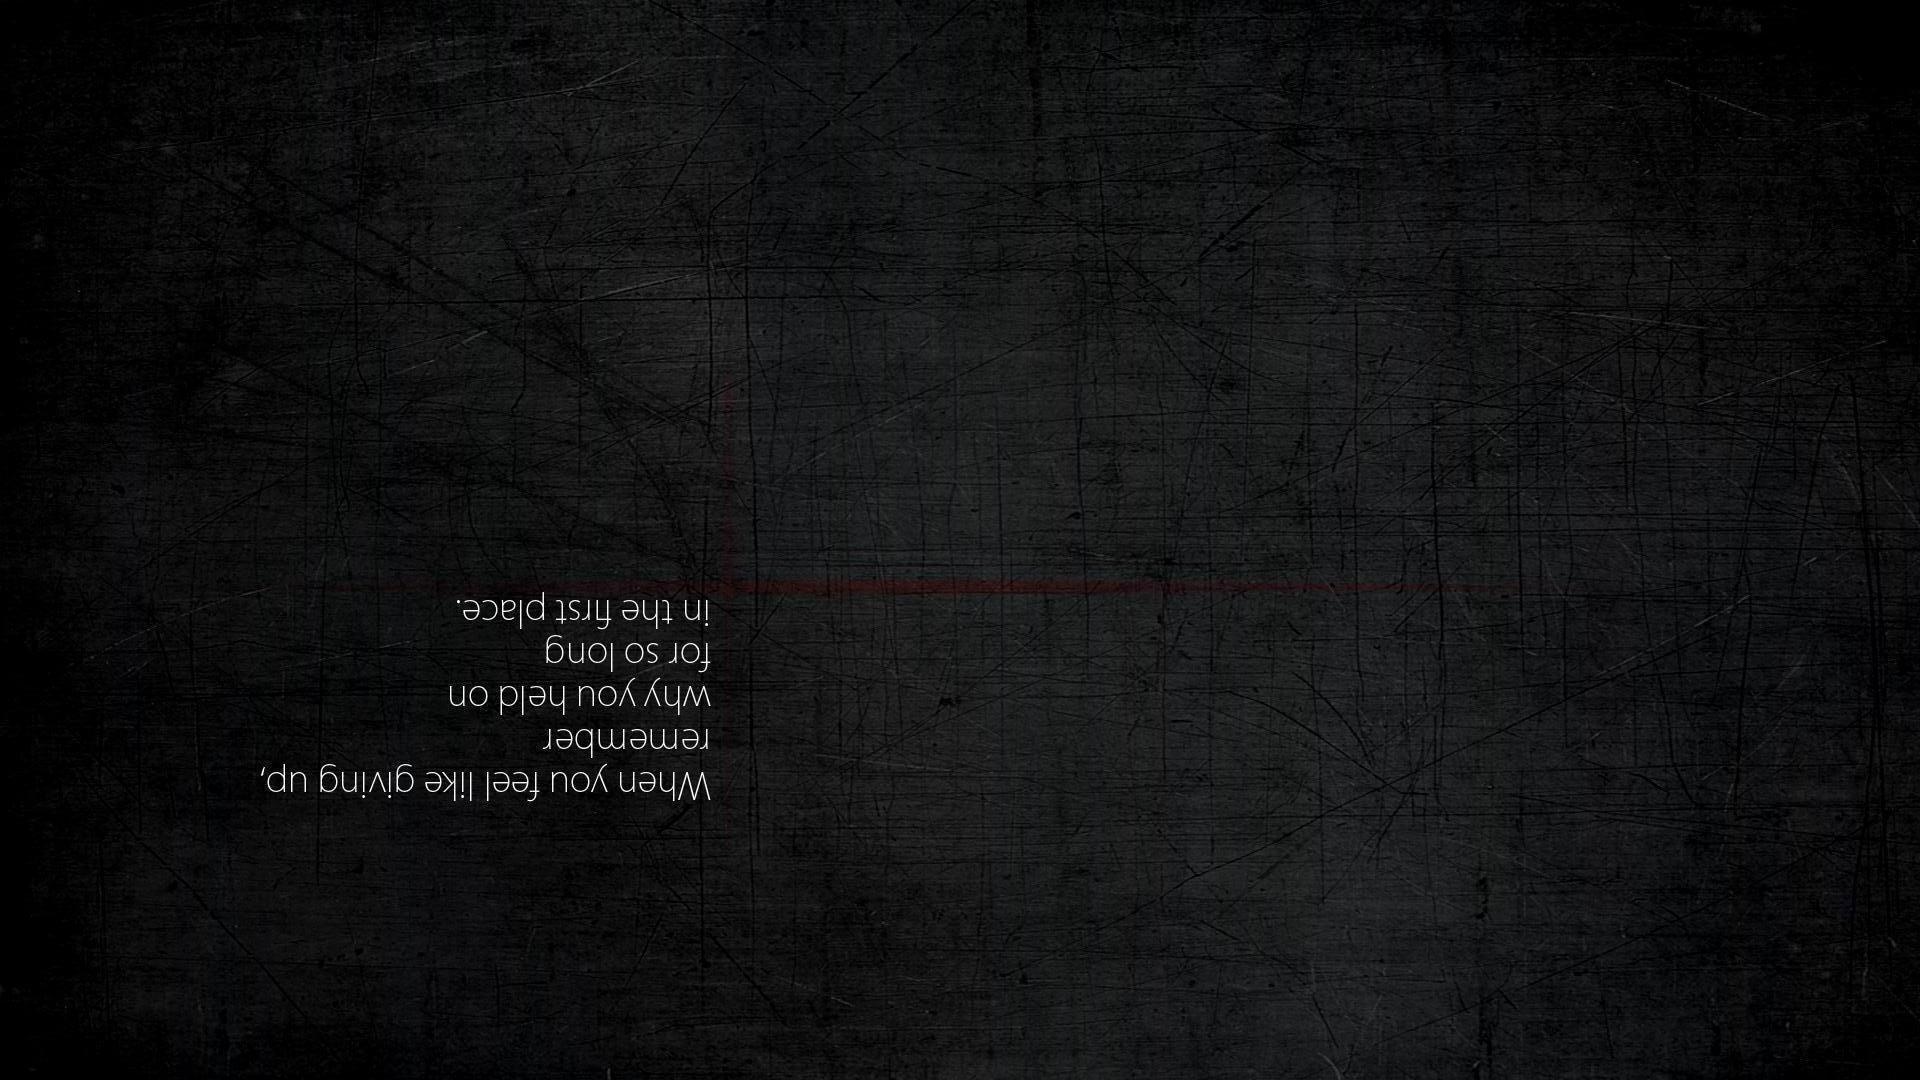 When you feel like giving up,
remember
why you held on
for so long
in the first place.